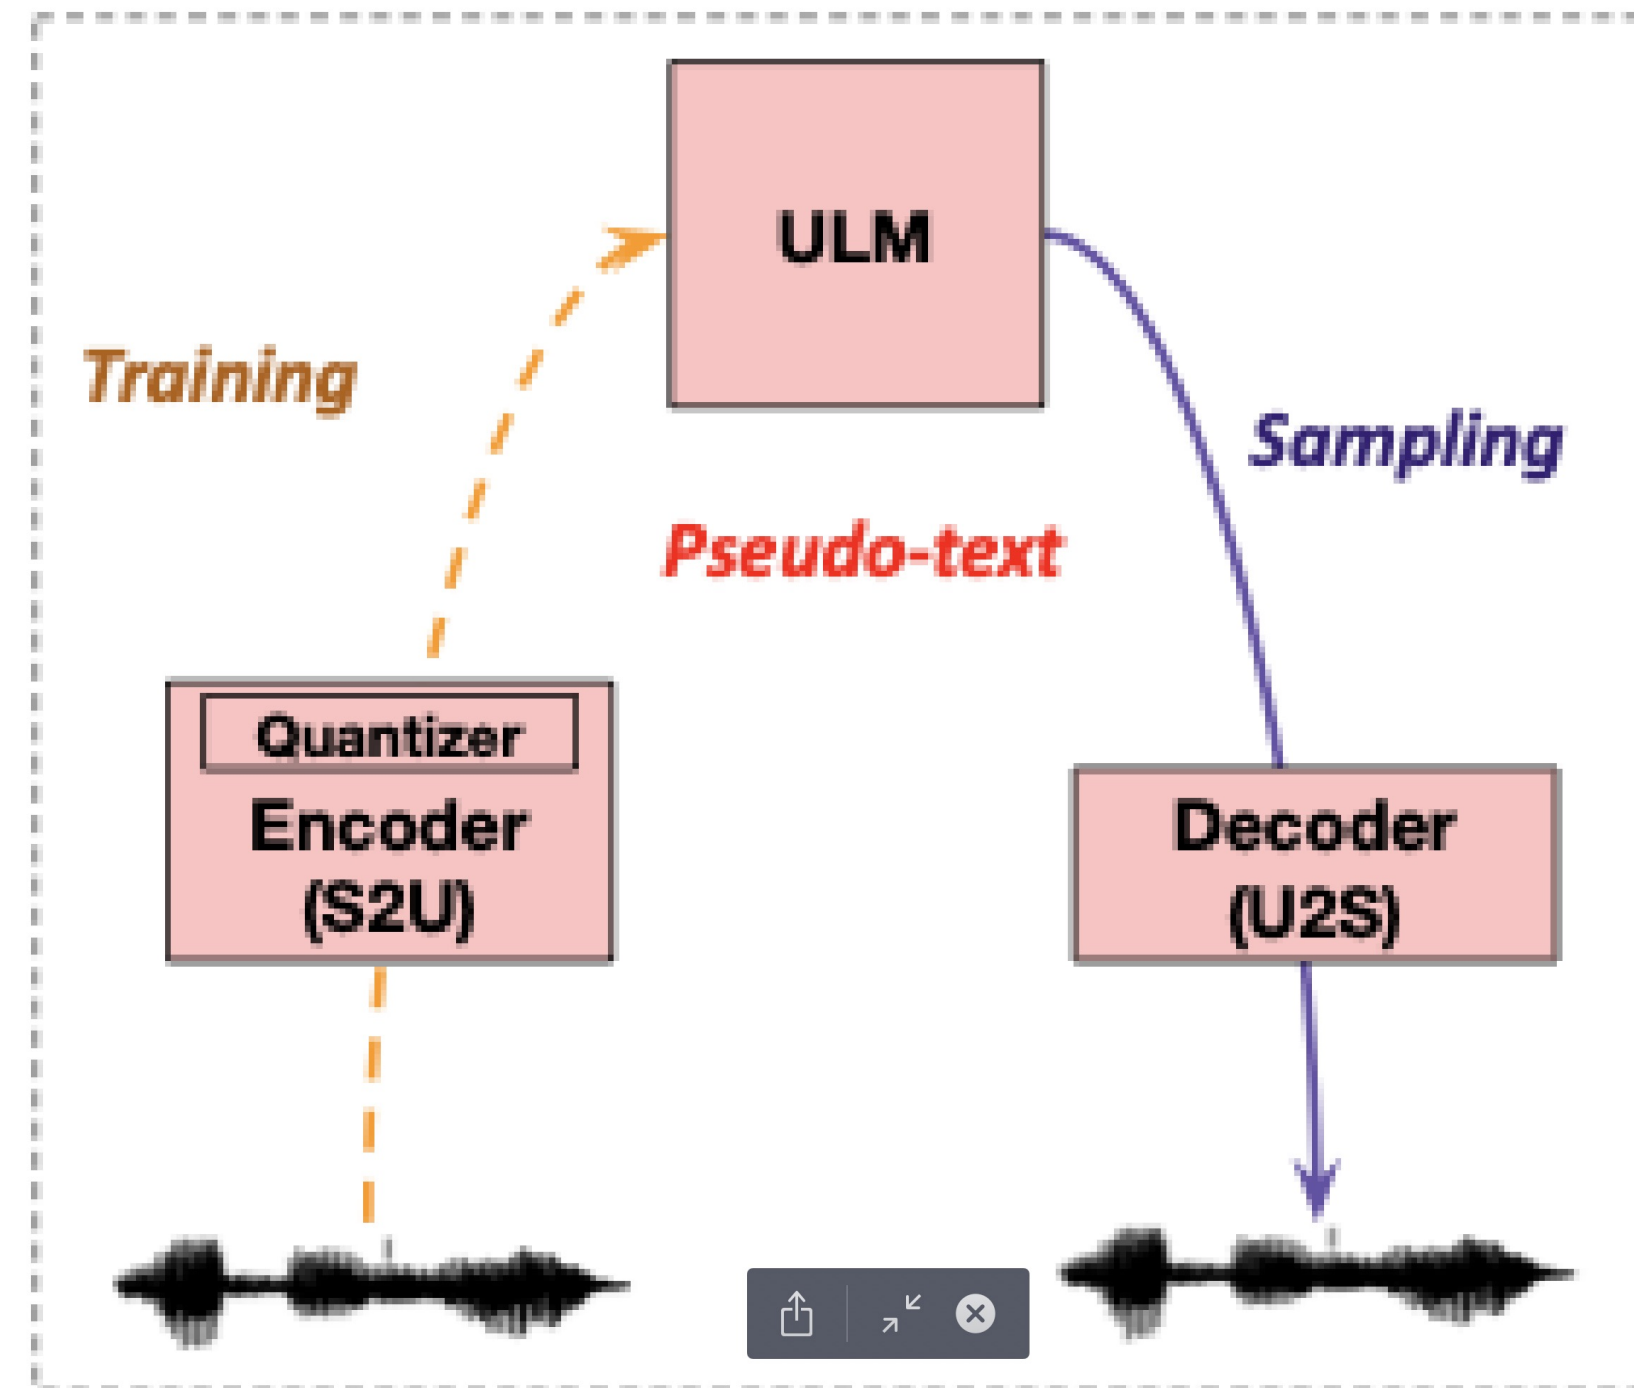 ULM
Training
Sampling
Pseudo-text
Quantizer
Encoder
(S2U)
Decoder
(U2S)